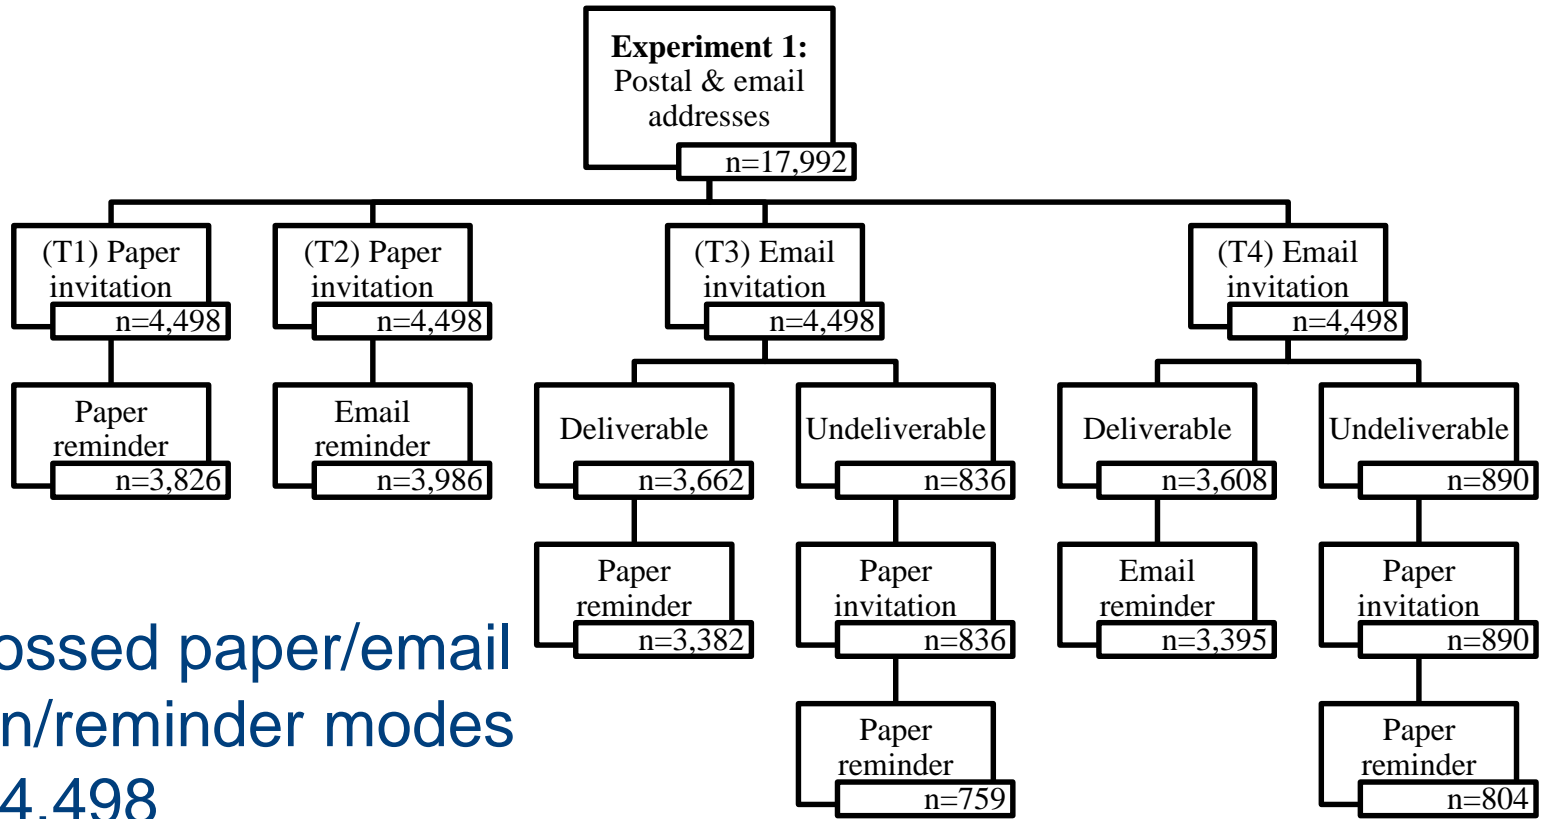 Experiment 1:
Postal & email
addresses
n=17,992
(T1) Paper
invitation
n=4,498
(T2) Paper
invitation
n=4,498
(T3) Email
invitation
n=4,498
(T4) Email
invitation
n=4,498
Paper
reminder
n=3,826
Email
reminder
n=3,986
Deliverable
n=3,662
Undeliverable
n=836
Deliverable
n=3,608
Undeliverable
n=890
Paper
reminder
n=3,382
Paper
invitation
n=836
Email
reminder
n=3,395
Paper
invitation
n=890
Paper
reminder
n=759
Paper
reminder
n=804
ossed paper/email
n/reminder modes
4,498